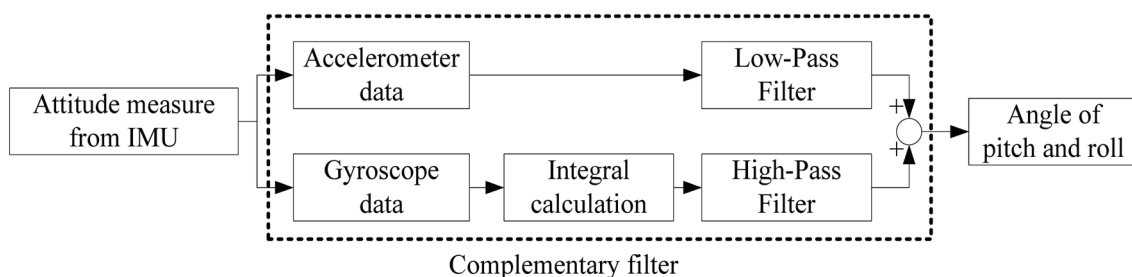 Attitude measure
from IMU
Accelerometer
data
Low-Pass
Filter
+
+
Gyroscope
data
Integral
calculation
High-Pass
Filter
Angle of
pitch and roll
Complementary filter